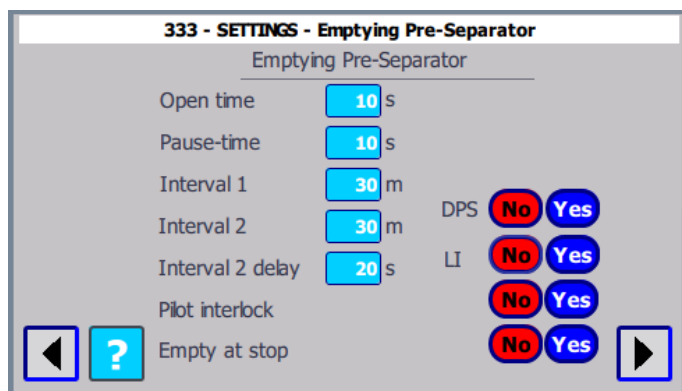 333 - SETTINGS - Emptying Pre-Separator
Emptying Pre-Separator
Open time 10 s
Pause-time 10 s
Interval 1 30 m
DPS No Yes
Interval 2 30 m
LI No Yes
Interval 2 delay 20 s
Pilot interlock No Yes
Empty at stop No Yes
?